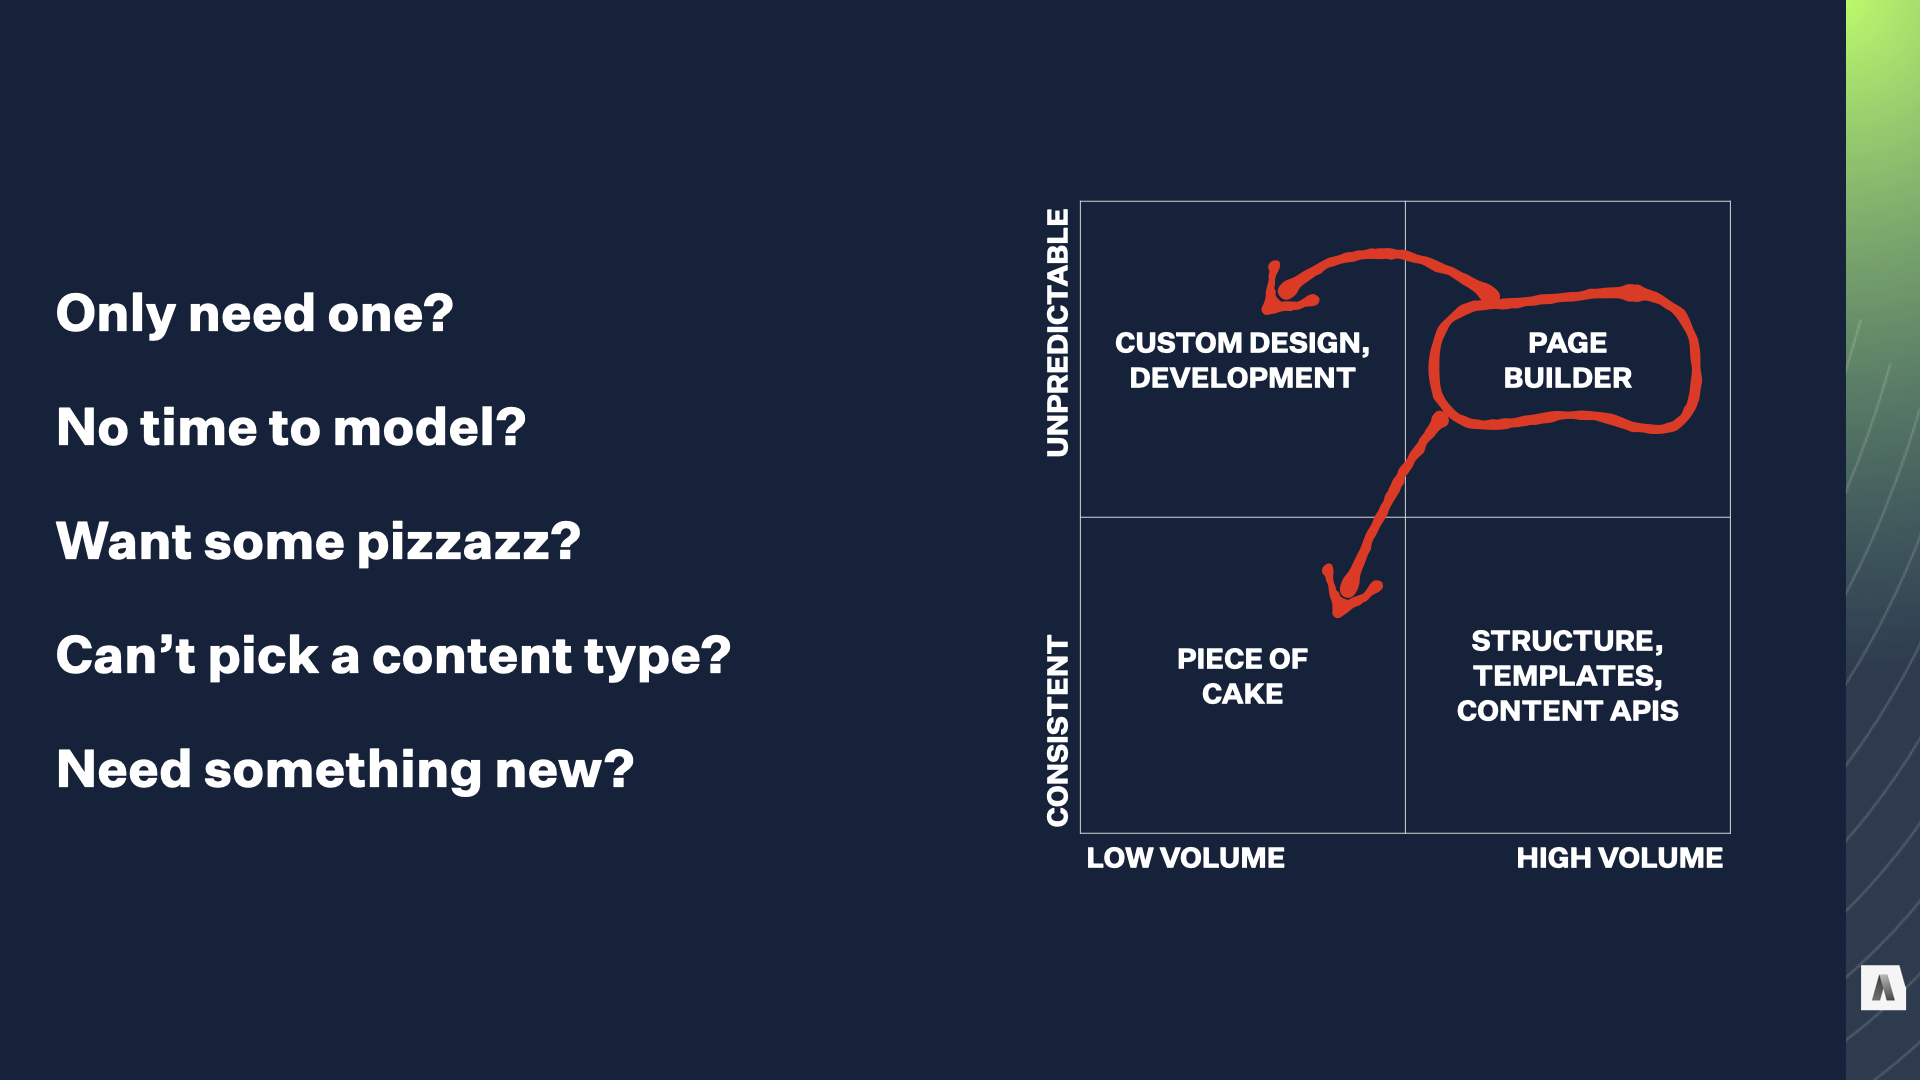 Only need one?
No time to model?
Want some pizzazz?
Can’t pick a content type?
Need something new?
UNPREDICTABLE
CONSISTENT
CUSTOM DESIGN,
DEVELOPMENT
PAGE
BUILDER
PIECE OF
CAKE
STRUCTURE,
TEMPLATES,
CONTENT APIS
LOW VOLUME
HIGH VOLUME